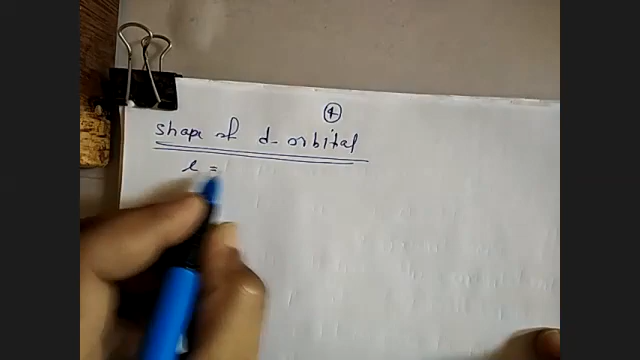 ④
shape of d-orbital
l =